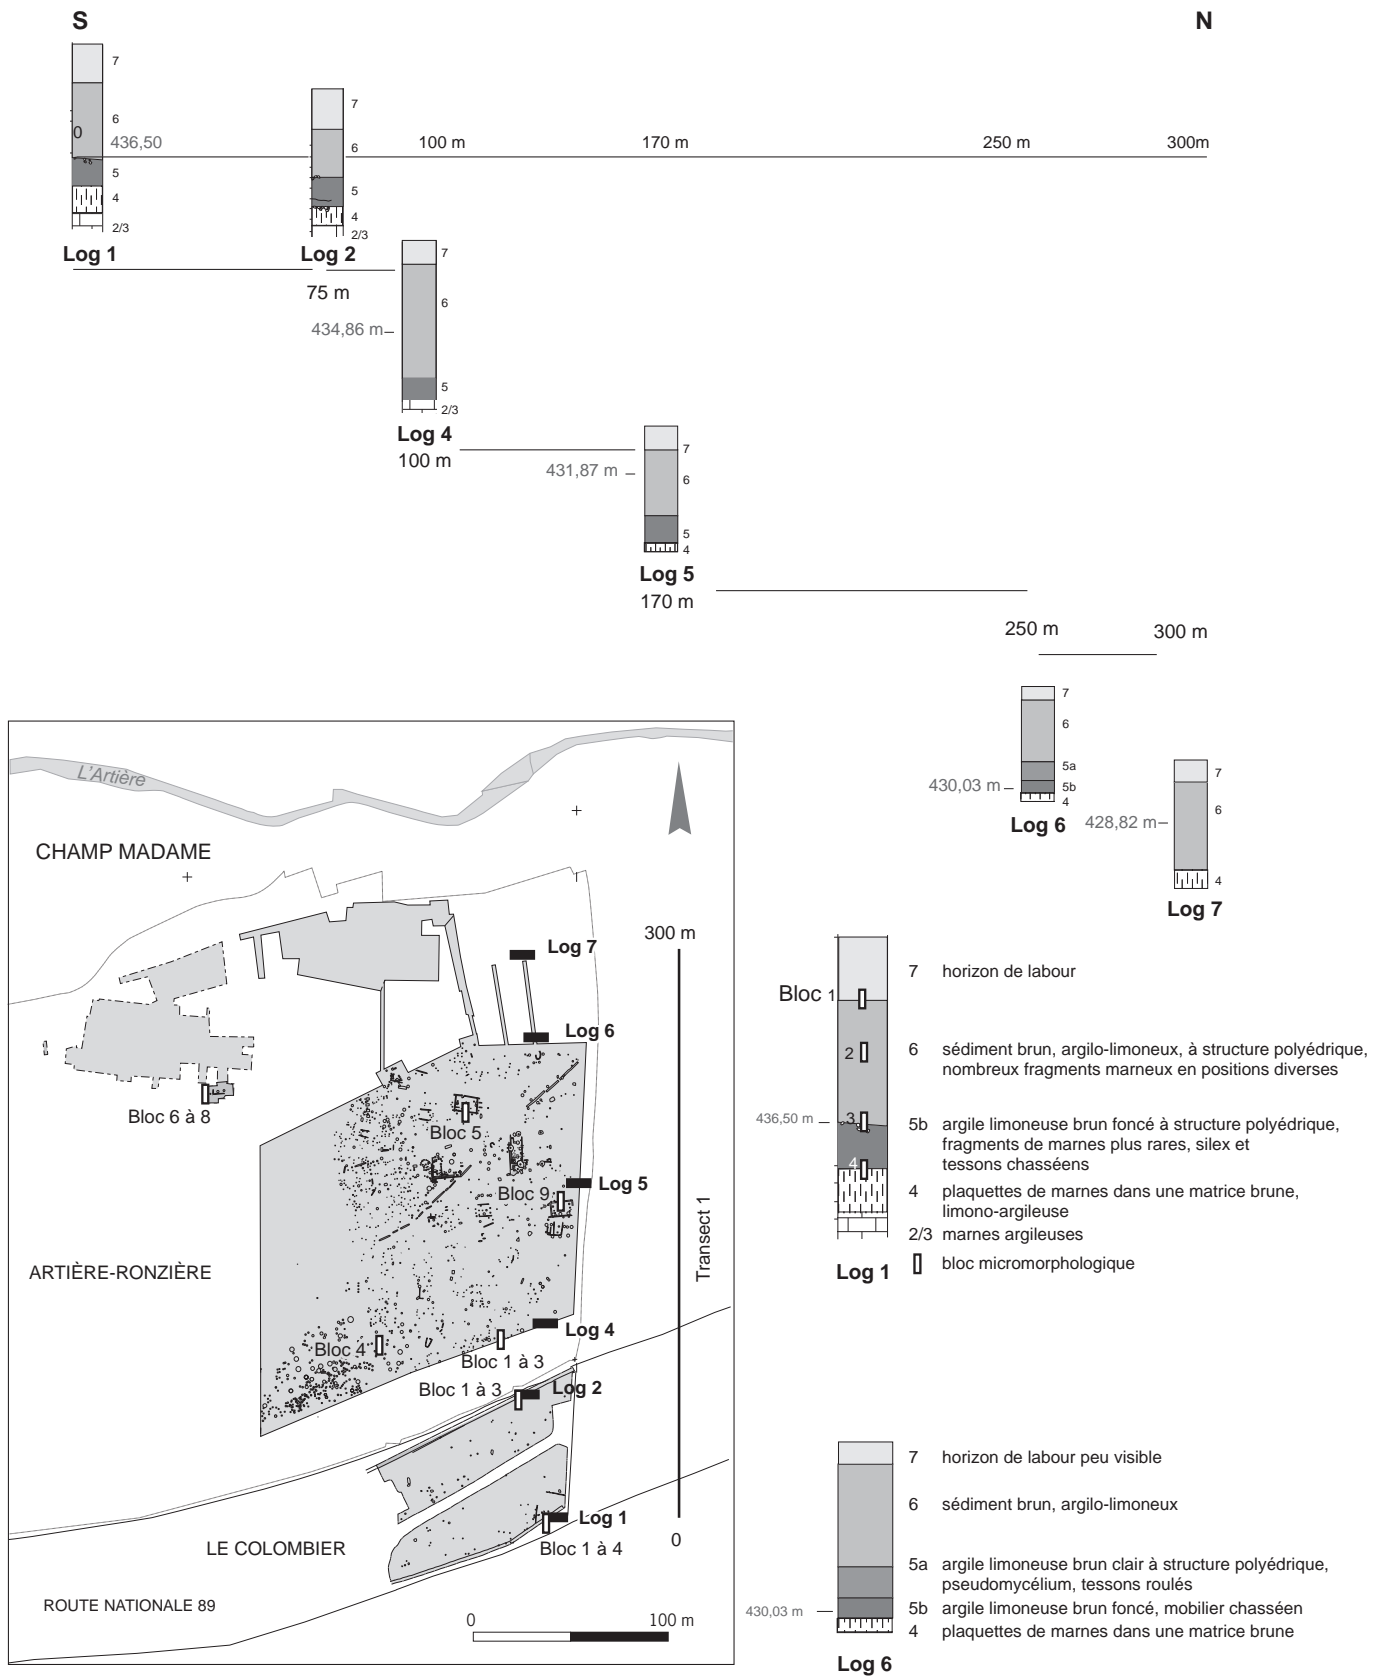 S
N
7
6
0
436,50
5
4
2/3
Log 1
7
6
5
4
2/3
Log 2
75 m
100 m
170 m
250 m
300m
7
6
434,86 m
5
2/3
Log 4
100 m
7
431,87 m
6
5
4
Log 5
170 m
250 m
300 m
7
6
5a
430,03 m
5b
4
Log 6
7
6
428,82 m
4
Log 7
L'Artière
CHAMP MADAME
300 m
Log 7
Log 6
Bloc 6 à 8
Bloc 5
Log 5
Bloc 9
Transect 1
ARTIÈRE-RONZIÈRE
Log 4
Bloc 4
Bloc 1 à 3
Bloc 1 à 3
Log 2
Log 1
0
LE COLOMBIER
Bloc 1 à 4
ROUTE NATIONALE 89
0
100 m
7 horizon de labour
Bloc 1
2
6 sédiment brun, argilo-limoneux, à structure polyédrique,
nombreux fragments marneux en positions diverses
436,50 m
3
5b argile limoneuse brun foncé à structure polyédrique,
fragments de marnes plus rares, silex et
tessons chasséens
4
4 plaquettes de marnes dans une matrice brune,
limono-argileuse
2/3 marnes argileuses
bloc micromorphologique
Log 1
7 horizon de labour peu visible
6 sédiment brun, argilo-limoneux
5a argile limoneuse brun clair à structure polyédrique,
pseudomycélium, tessons roulés
430,03 m
5b argile limoneuse brun foncé, mobilier chasséen
4 plaquettes de marnes dans une matrice brune
Log 6